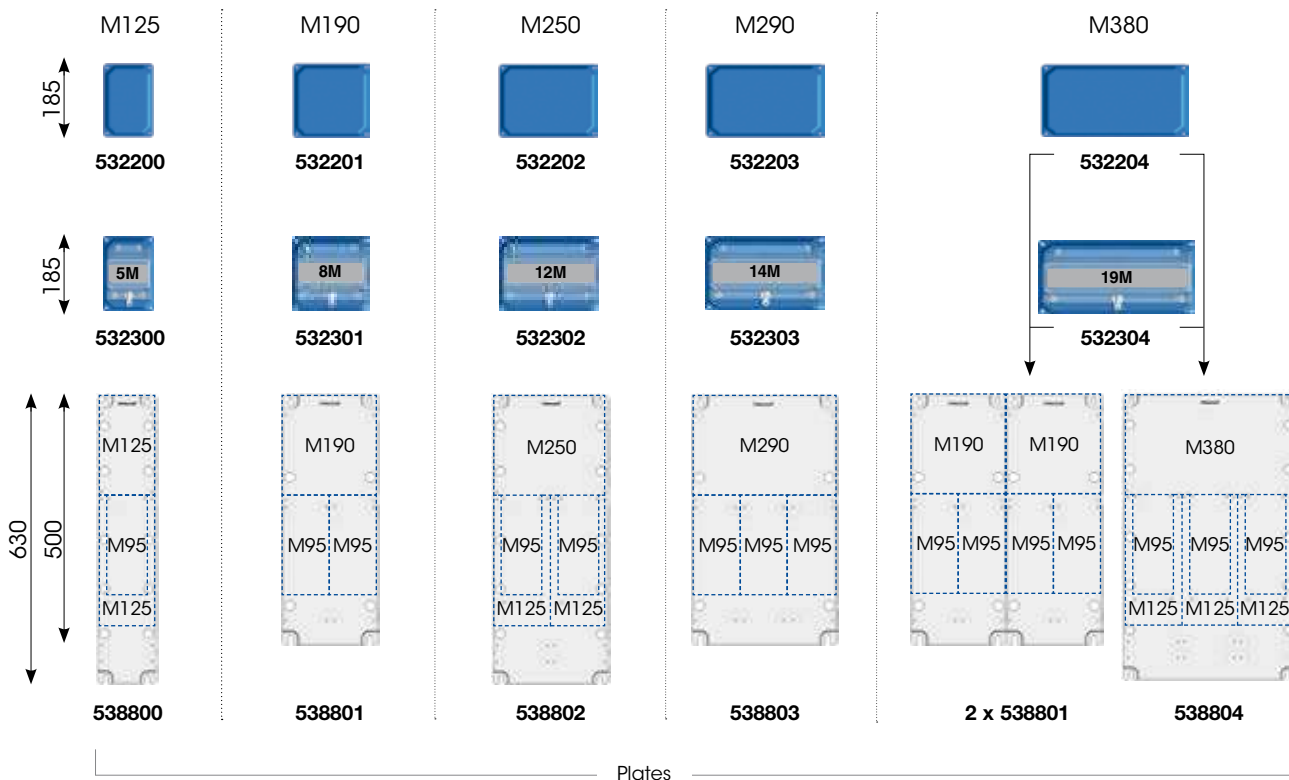 M125 M190 M250 M290 M380
185
532200 532201 532202 532203 532204
185
5M 8M 12M 14M 19M
532300 532301 532302 532303 532304
630
500
M125 M190 M250 M290 M190 M190 M380
M95 M95 M95 M95 M95 M95 M95 M95 M95 M95 M95 M95 M95 M95 M95
M125 M125 M125 M125 M125 M125
538800 538801 538802 538803 2 x 538801 538804
Plates